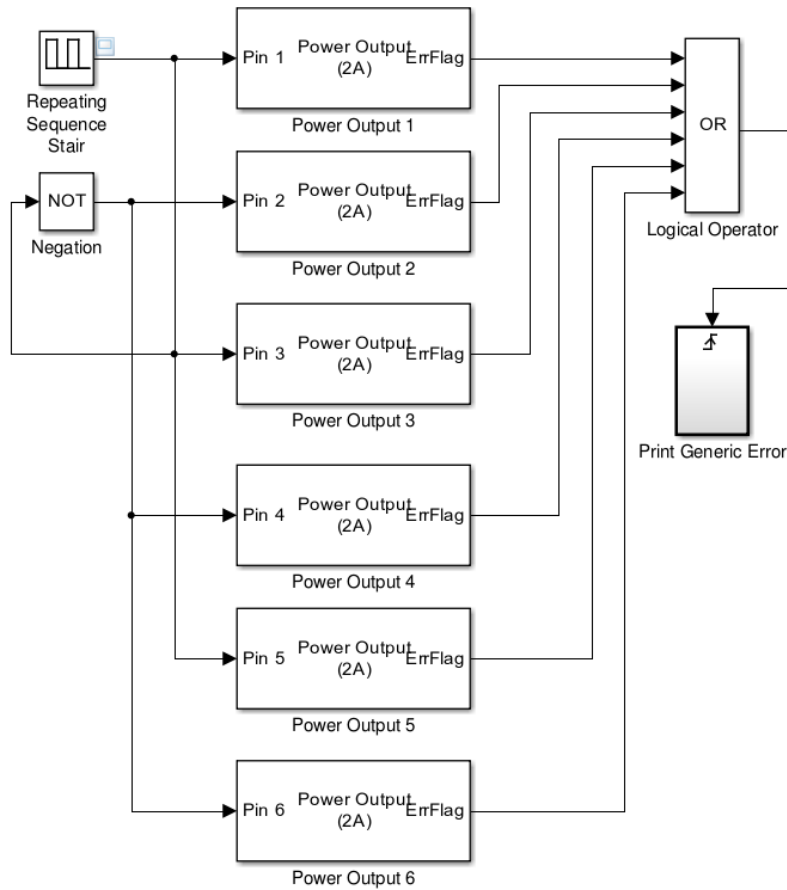 Pin 1
Power Output
(2A)
ErrFlag
Power Output 1
Repeating
Sequence
Stair
NOT
Negation
Pin 2
Power Output
(2A)
ErrFlag
Power Output 2
OR
Logical Operator
Pin 3
Power Output
(2A)
ErrFlag
Power Output 3
Print Generic Error
Pin 4
Power Output
(2A)
ErrFlag
Power Output 4
Pin 5
Power Output
(2A)
ErrFlag
Power Output 5
Pin 6
Power Output
(2A)
ErrFlag
Power Output 6